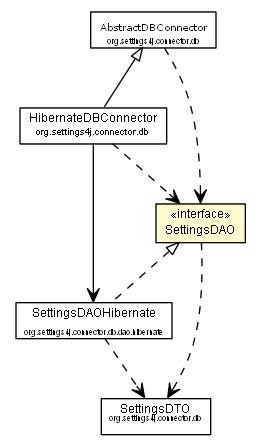 AbstractDBConnector
org.settings4j.connector.db
HibernateDBConnector
org.settings4j.connector.db
«interface»
SettingsDAO
SettingsDAOHibernate
org.settings4j.connector.db.dao.hibernate
SettingsDTO
org.settings4j.connector.db